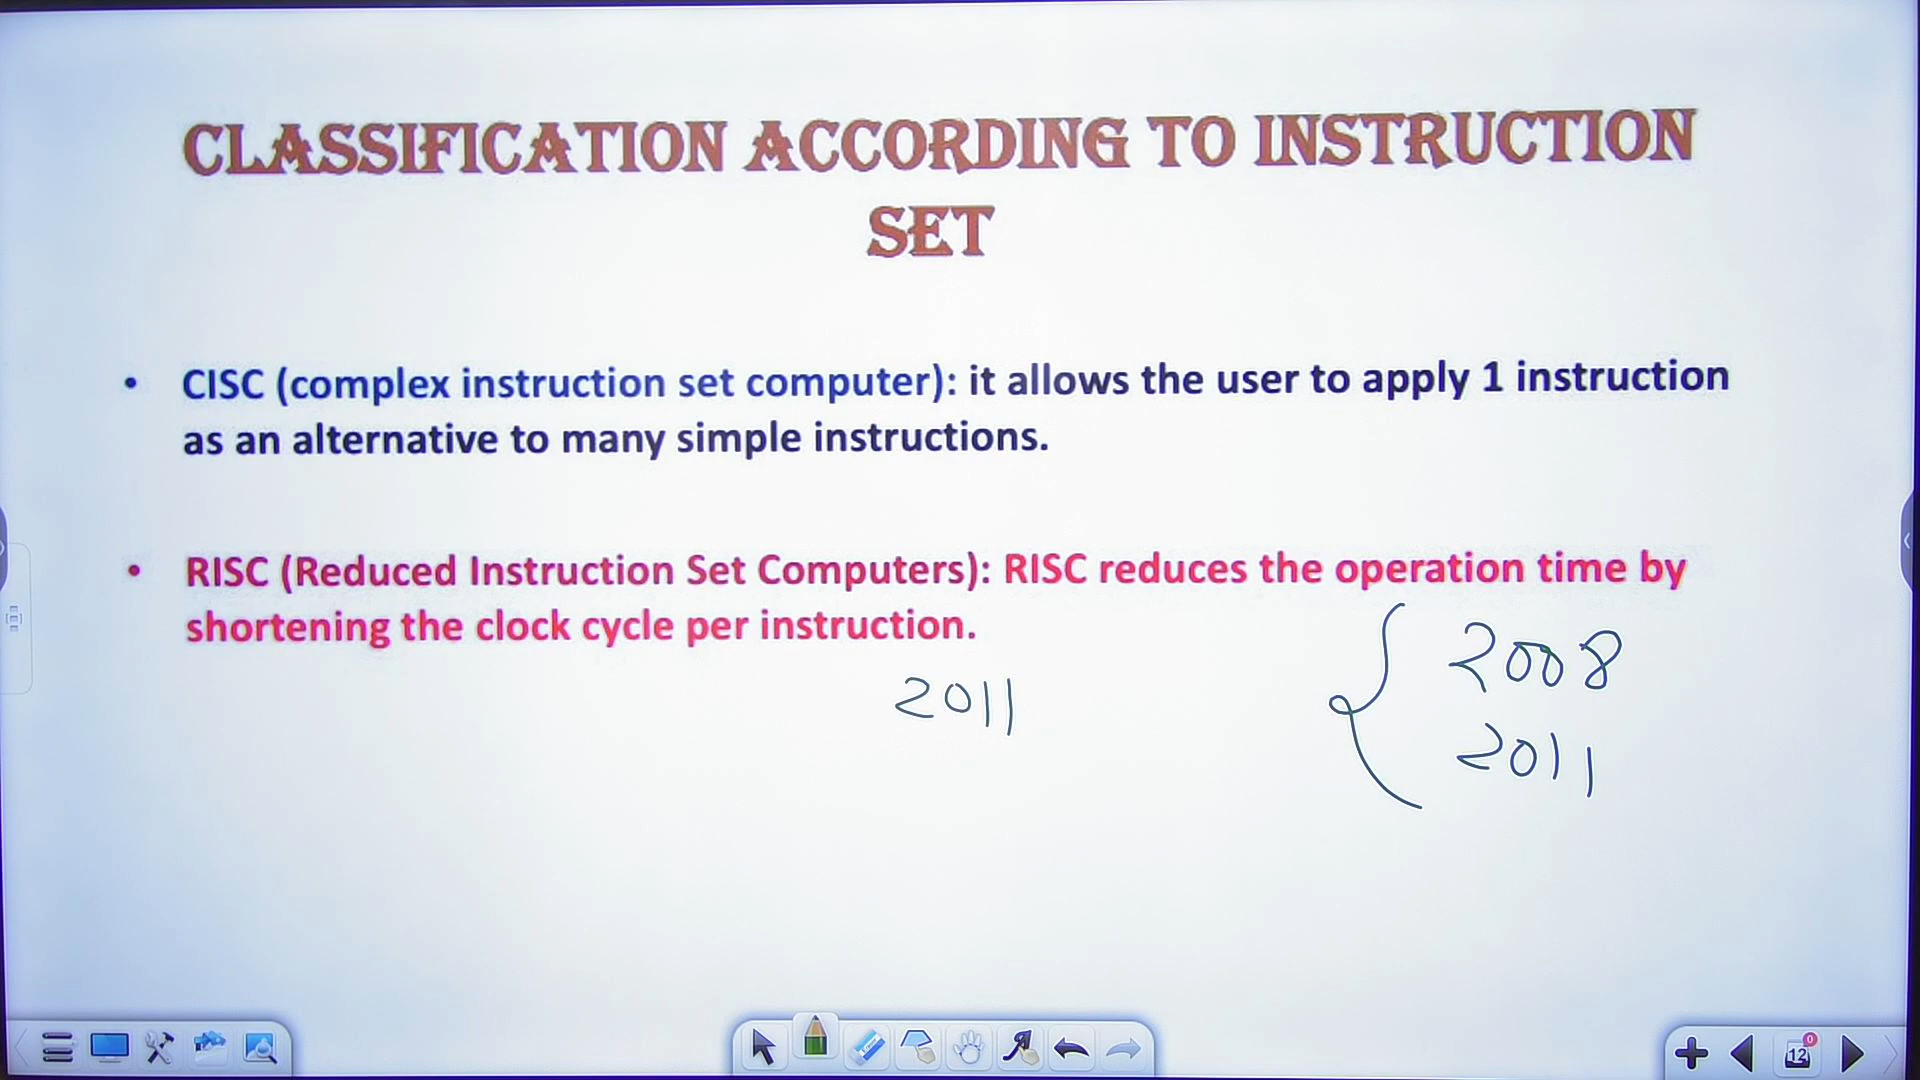 CLASSIFICATION ACCORDING TO INSTRUCTION
SET
• CISC (complex instruction set computer): it allows the user to apply 1 instruction
as an alternative to many simple instructions.
• RISC (Reduced Instruction Set Computers): RISC reduces the operation time by
shortening the clock cycle per instruction.
2011
2008
2011
12
0